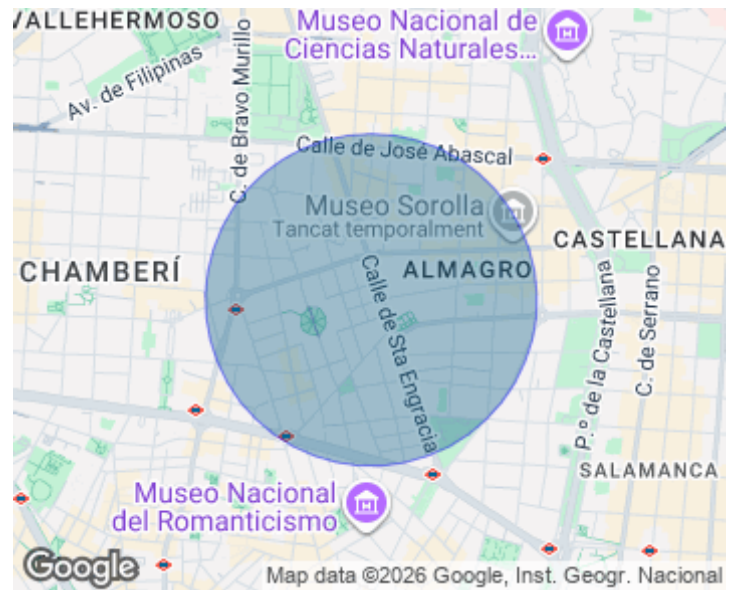 VALLEHERMOSO
Museo Nacional de
Ciencias Naturales...
Av. de Filipinas
C. de Bravo Murillo
Calle de José Abascal
Museo Sorolla
Tancat temporalment
CASTELLANA
CHAMBERÍ
ALMAGRO
Calle de Sta Engracia
P.º de la Castellana
C. de Serrano
SALAMANCA
Museo Nacional
del Romanticismo
Google
Map data ©2026 Google, Inst. Geogr. Nacional